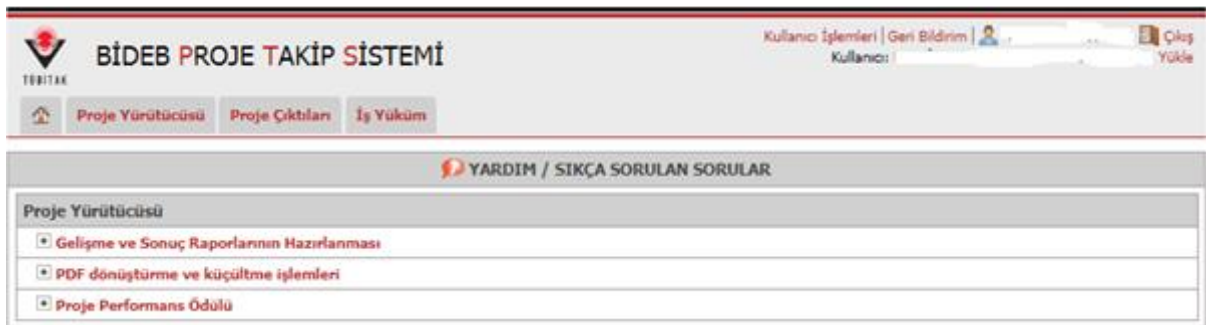 Kullanıcı İşlemleri | Geri Bildirim | Çıkış
TÜBİTAK
BİDEB PROJE TAKİP SİSTEMİ
Kullanıcı: Yükle
Proje Yürütücüsü Proje Çıktıları İş Yüküm
YARDIM / SIKÇA SORULAN SORULAR
Proje Yürütücüsü
Gelişme ve Sonuç Raporlarının Hazırlanması
PDF dönüştürme ve küçültme işlemleri
Proje Performans Ödülü